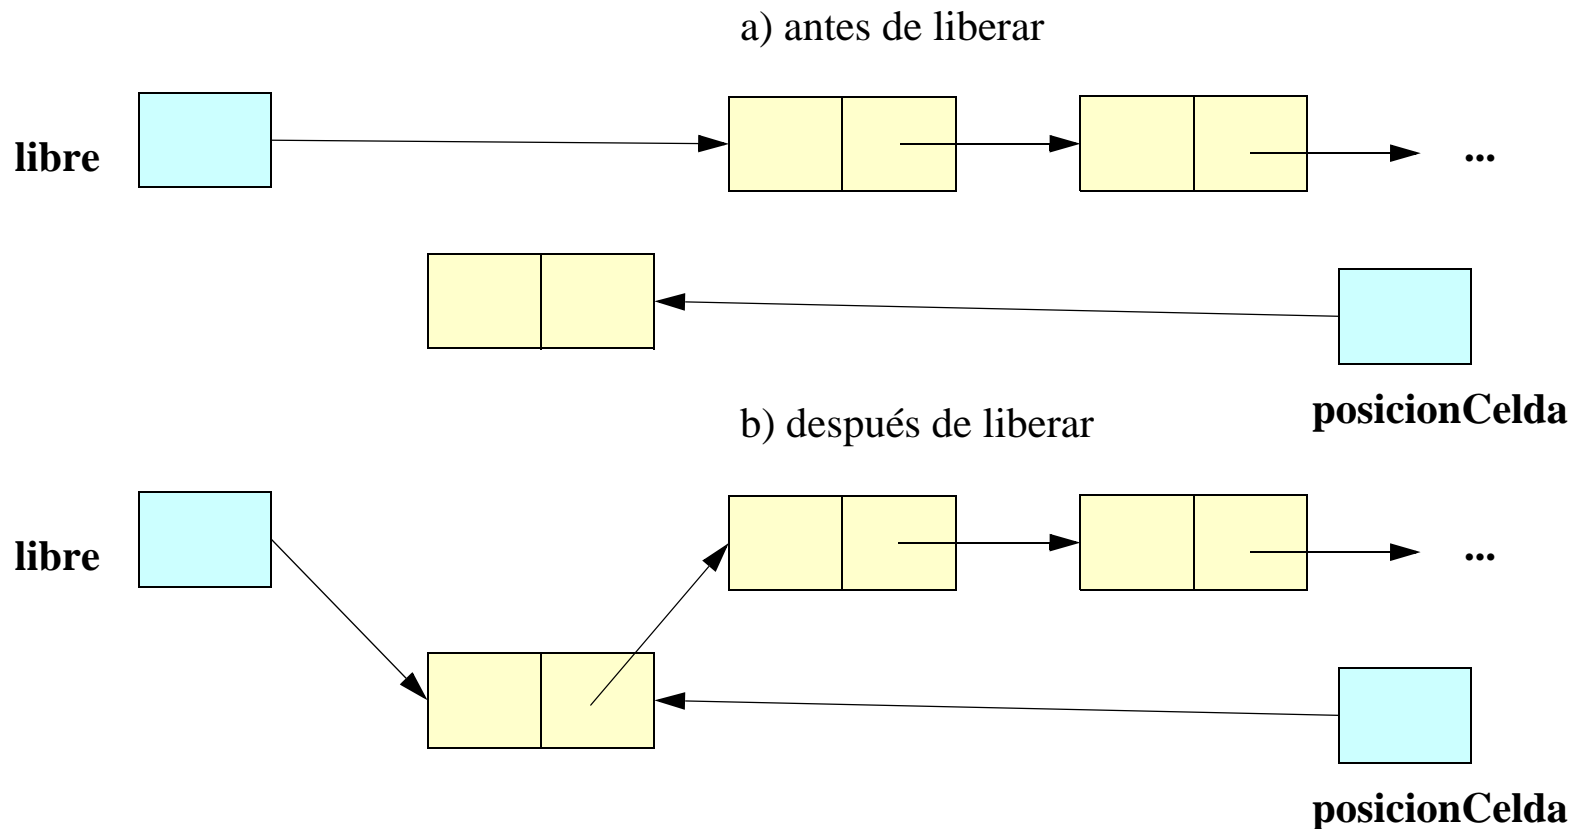 a) antes de liberar
libre
...
posicionCelda
b) después de liberar
libre
...
posicionCelda